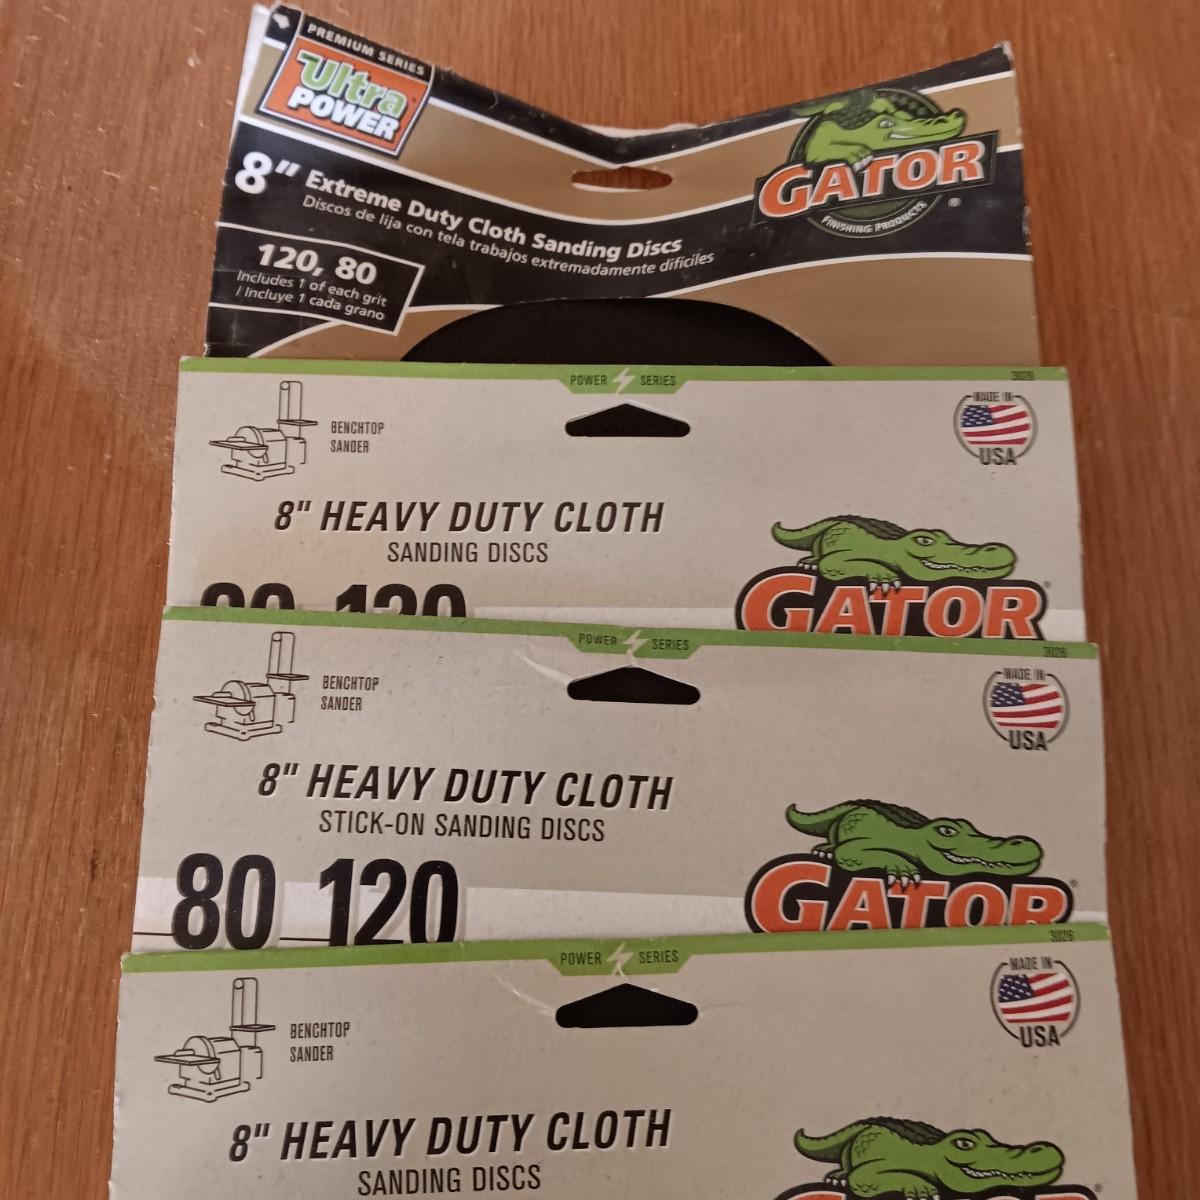 PREMIUM SERIES
Ultra
POWER
GATOR
FINISHING PRODUCTS
®
8" Extreme Duty Cloth Sanding Discs
Discos de lija con tela trabajos extremadamente difíciles
120, 80
Includes 1 of each grit
/ Incluye 1 cada grano
POWER SERIES
BENCHTOP
SANDER
MADE IN
USA
8" HEAVY DUTY CLOTH
SANDING DISCS
80 120
GATOR
POWER SERIES
3026
BENCHTOP
SANDER
MADE IN
USA
8" HEAVY DUTY CLOTH
STICK-ON SANDING DISCS
80 120
GATOR
POWER SERIES
3026
BENCHTOP
SANDER
MADE IN
USA
8" HEAVY DUTY CLOTH
SANDING DISCS